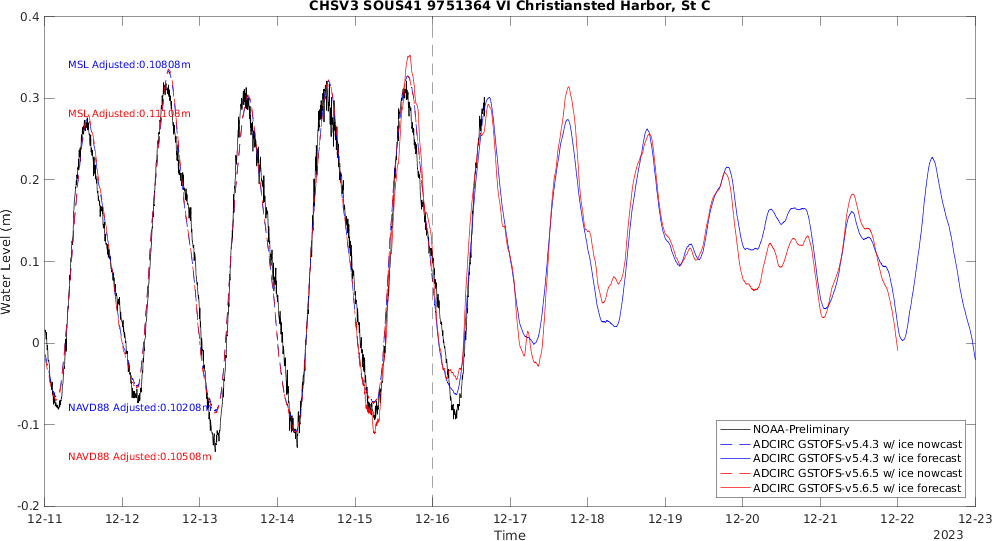 CHSV3 SOUS41 9751364 VI Christiansted Harbor, St C
0.4
0.3
0.2
0.1
0
-0.1
-0.2
Water Level (m)
MSL Adjusted:0.10808m
MSL Adjusted:0.11108m
NAVD88 Adjusted:0.10208m
NAVD88 Adjusted:0.10508m
NOAA-Preliminary
ADCIRC GSTOFS-v5.4.3 w/ ice nowcast
ADCIRC GSTOFS-v5.4.3 w/ ice forecast
ADCIRC GSTOFS-v5.6.5 w/ ice nowcast
ADCIRC GSTOFS-v5.6.5 w/ ice forecast
12-11 12-12 12-13 12-14 12-15 12-16 12-17 12-18 12-19 12-20 12-21 12-22 12-23
Time
2023